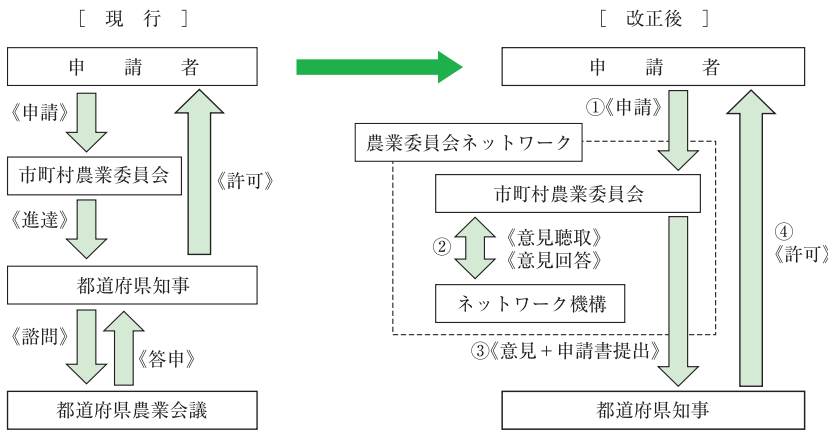 ［　現　行　］
申　請　者
《申請》
《許可》
市町村農業委員会
《進達》
都道府県知事
《諮問》
《答申》
都道府県農業会議
［　改正後　］
申　請　者
①《申請》
農業委員会ネットワーク
市町村農業委員会
②
《意見聴取》
《意見回答》
④
《許可》
ネットワーク機構
③《意見＋申請書提出》
都道府県知事